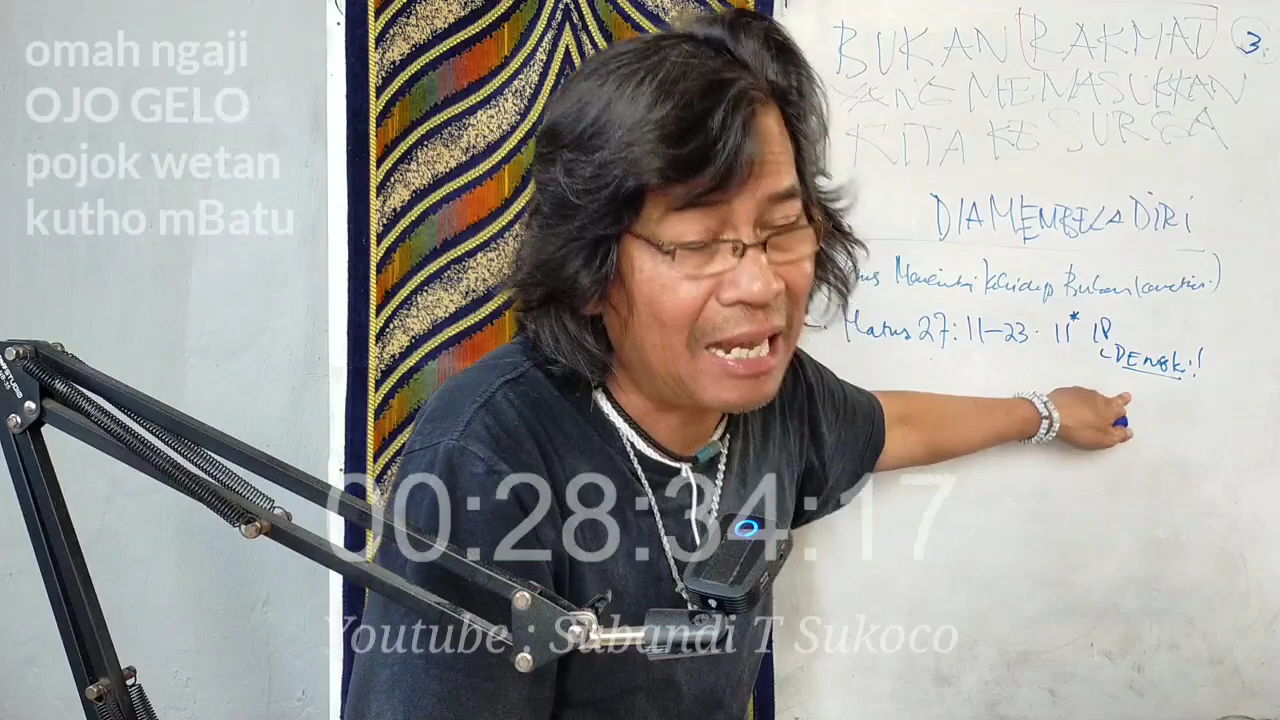 omah ngaji
OJO GELO
pojok wetan
kutho mBatu
BUKAN RAKMAT
3
YANG MEMASUKKAN
KITA KE SURGA
DIA MEMBELA DIRI
Bukan
Matius 27:11-23. 11* 18
DENGKI!
00:28:34:17
Youtube : Subandi T Sukoco